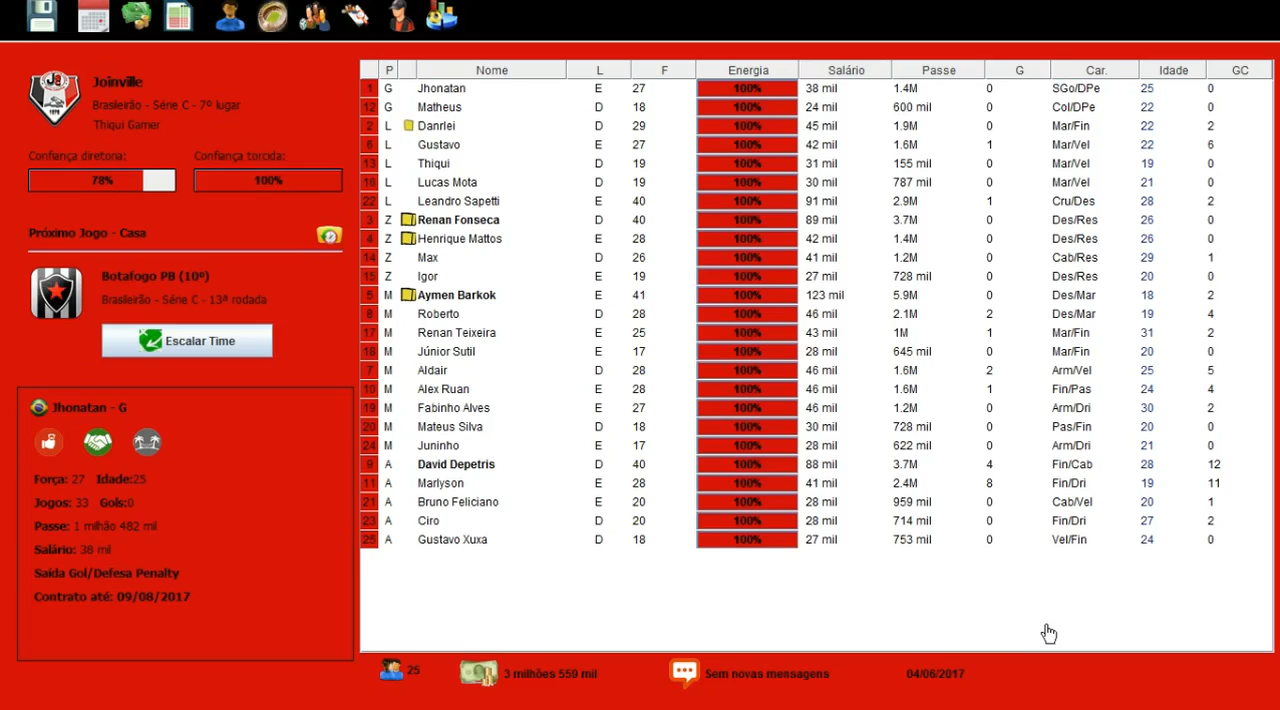 Joinville
Brasileirão - Série C - 7º lugar
Thiqui Gamer
Confiança diretoria: Confiança torcida:
78% 100%
Próximo Jogo - Casa
Botafogo PB (10º)
Brasileirão - Série C - 13ª rodada
Escalar Time
Jhonatan - G
Força: 27 Idade:25
Jogos: 33 Gols:0
Passe: 1 milhão 482 mil
Salário: 38 mil
Saída Gol/Defesa Penalty
Contrato até: 09/08/2017
P Nome L F Energia Salário Passe G Car. Idade GC
1 G Jhonatan E 27 100% 38 mil 1.4M 0 SGo/DPe 25 0
12 G Matheus D 18 100% 24 mil 600 mil 0 Col/DPe 22 0
2 L Danrlei D 29 100% 45 mil 1.9M 0 Mar/Fin 22 2
6 L Gustavo E 27 100% 42 mil 1.6M 1 Mar/Vel 22 6
13 L Thiqui D 19 100% 31 mil 155 mil 0 Mar/Vel 19 0
16 L Lucas Mota D 19 100% 30 mil 787 mil 0 Mar/Vel 21 0
22 L Leandro Sapetti E 40 100% 91 mil 2.9M 1 Cru/Des 28 2
3 Z Renan Fonseca D 40 100% 89 mil 3.7M 0 Des/Res 26 0
4 Z Henrique Mattos E 28 100% 42 mil 1.4M 0 Des/Res 26 0
14 Z Max D 26 100% 41 mil 1.2M 0 Cab/Res 29 1
15 Z Igor E 19 100% 27 mil 728 mil 0 Des/Res 20 0
5 M Aymen Barkok E 41 100% 123 mil 5.9M 0 Des/Mar 18 2
8 M Roberto D 28 100% 46 mil 2.1M 2 Des/Mar 19 4
17 M Renan Teixeira E 25 100% 43 mil 1M 1 Mar/Fin 31 2
18 M Júnior Sutil E 17 100% 28 mil 645 mil 0 Mar/Fin 20 0
7 M Aldair D 28 100% 46 mil 1.6M 2 Arm/Vel 25 5
10 M Alex Ruan E 28 100% 46 mil 1.6M 1 Fin/Pas 24 4
19 M Fabinho Alves E 27 100% 46 mil 1.2M 0 Arm/Dri 30 2
20 M Mateus Silva D 18 100% 30 mil 728 mil 0 Pas/Fin 20 0
24 M Juninho E 17 100% 28 mil 622 mil 0 Arm/Dri 21 0
9 A David Depetris D 40 100% 88 mil 3.7M 4 Fin/Cab 28 12
11 A Marlyson E 28 100% 41 mil 2.4M 8 Fin/Dri 19 11
21 A Bruno Feliciano E 20 100% 28 mil 959 mil 0 Cab/Vel 20 1
23 A Ciro D 20 100% 28 mil 714 mil 0 Fin/Dri 27 2
25 A Gustavo Xuxa D 18 100% 27 mil 753 mil 0 Vel/Fin 24 0
25 3 milhões 559 mil Sem novas mensagens 04/06/2017